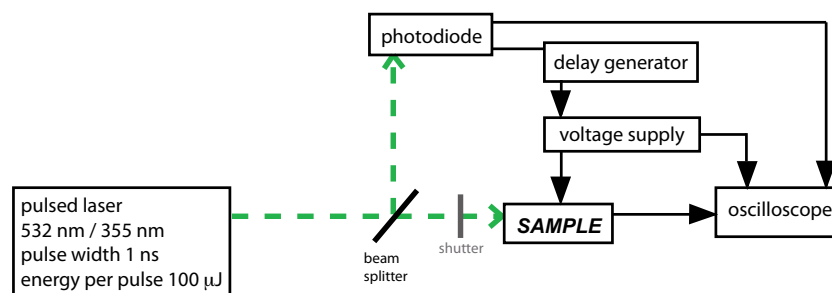 photodiode
delay generator
voltage supply
pulsed laser
532 nm / 355 nm
pulse width 1 ns
energy per pulse 100 μJ
beam
splitter
shutter
SAMPLE
oscilloscope